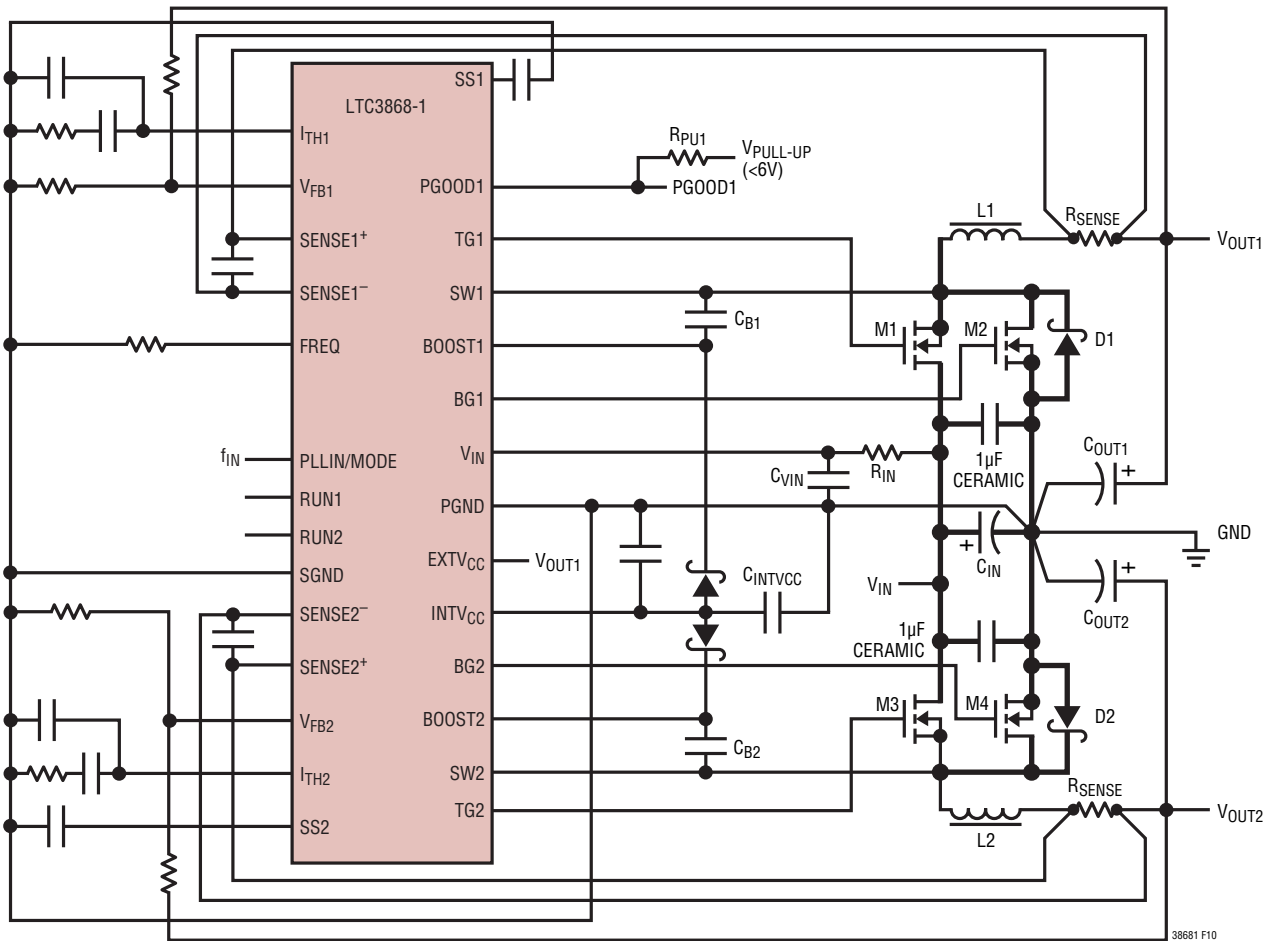 SS1
LTC3868-1
RPU1
VPULL-UP
(<6V)
ITH1
VFB1
PGOOD1
PGOOD1
L1
RSENSE
SENSE1+
TG1
VOUT1
SENSE1–
SW1
CB1
M1
M2
D1
FREQ
BOOST1
BG1
fIN
PLLIN/MODE
VIN
CVIN
RIN
1µF
CERAMIC
COUT1
RUN1
PGND
RUN2
GND
EXTVCC
VOUT1
CIN
SGND
CINTVCC
VIN
SENSE2–
INTVCC
COUT2
1µF
CERAMIC
SENSE2+
BG2
M3
M4
VFB2
BOOST2
D2
CB2
ITH2
SW2
RSENSE
TG2
VOUT2
SS2
L2
38681 F10